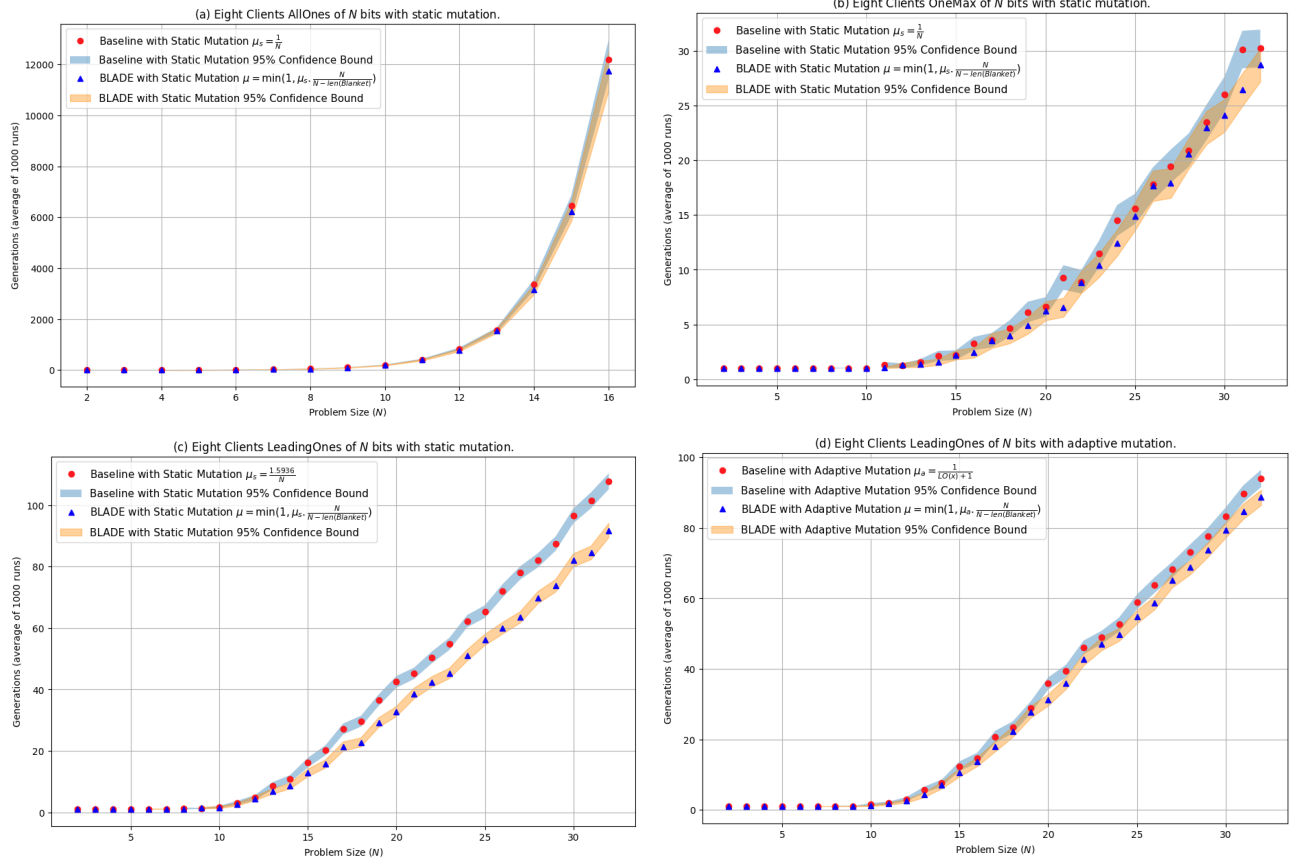 (a) Eight Clients AllOnes of N bits with static mutation.
Baseline with Static Mutation μₛ = 1/N
Baseline with Static Mutation 95% Confidence Bound
BLADE with Static Mutation μ = min(1, μₛ. N/(N−len(Blanket)))
BLADE with Static Mutation 95% Confidence Bound
Generations (average of 1000 runs)
12000
10000
8000
6000
4000
2000
0
2 4 6 8 10 12 14 16
Problem Size (N)
(b) Eight Clients OneMax of N bits with static mutation.
Baseline with Static Mutation μₛ = 1/N
Baseline with Static Mutation 95% Confidence Bound
BLADE with Static Mutation μ = min(1, μₛ. N/(N−len(Blanket)))
BLADE with Static Mutation 95% Confidence Bound
Generations (average of 1000 runs)
30
25
20
15
10
5
0
5 10 15 20 25 30
Problem Size (N)
(c) Eight Clients LeadingOnes of N bits with static mutation.
Baseline with Static Mutation μₛ = 1.5936/N
Baseline with Static Mutation 95% Confidence Bound
BLADE with Static Mutation μ = min(1, μₛ. N/(N−len(Blanket)))
BLADE with Static Mutation 95% Confidence Bound
Generations (average of 1000 runs)
100
80
60
40
20
0
5 10 15 20 25 30
Problem Size (N)
(d) Eight Clients LeadingOnes of N bits with adaptive mutation.
Baseline with Adaptive Mutation μₐ = 1/(LO(x)+1)
Baseline with Adaptive Mutation 95% Confidence Bound
BLADE with Adaptive Mutation μ = min(1, μₐ. N/(N−len(Blanket)))
BLADE with Adaptive Mutation 95% Confidence Bound
Generations (average of 1000 runs)
100
80
60
40
20
0
5 10 15 20 25 30
Problem Size (N)